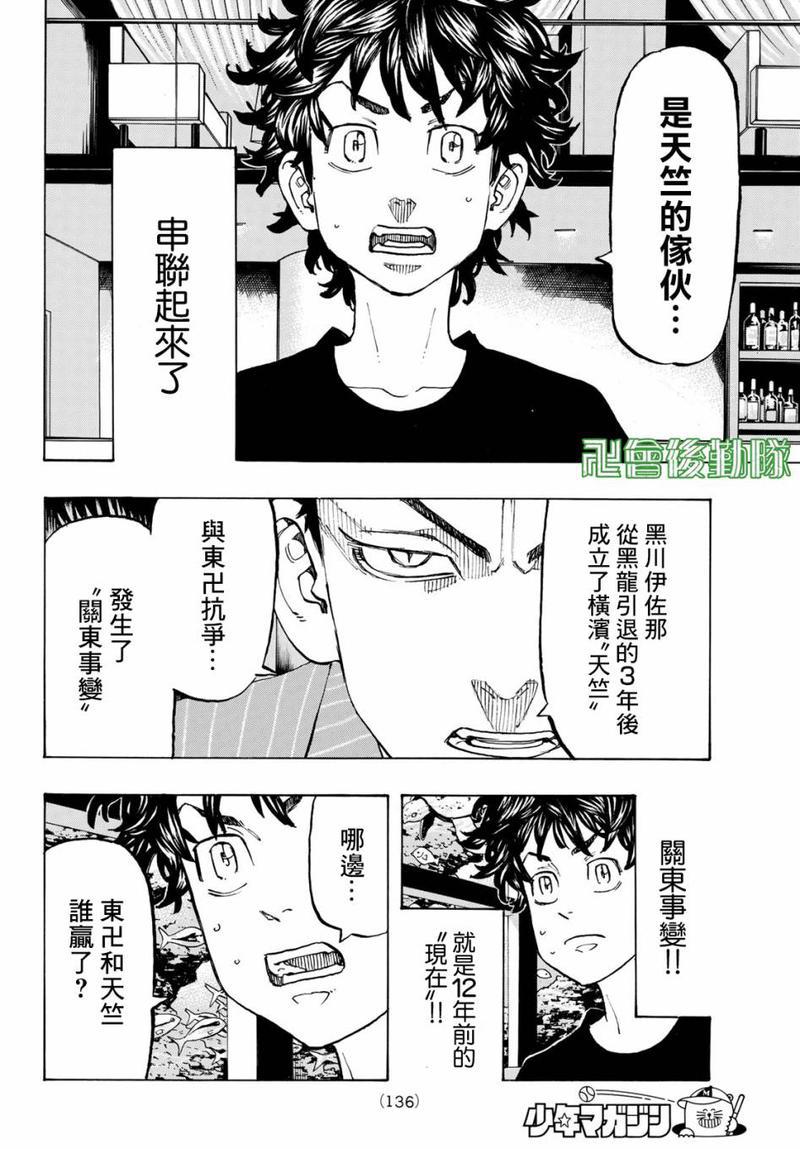 是天竺的傢伙…
串聯起來了
卍會後勤隊
黑川伊佐那
從黑龍引退的3年後
成立了橫濱〝天竺〞
與東卍抗爭…
發生了
〝關東事變〞
關東事變!!
就是12年前的
〝現在〞!!
哪邊…
東卍和天竺
誰贏了?
(136)
少年マガジン